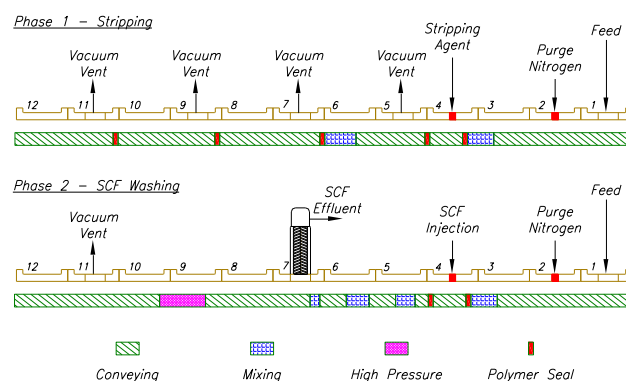 Phase 1 - Stripping
Vacuum Vent
Vacuum Vent
Vacuum Vent
Vacuum Vent
Stripping Agent
Purge Nitrogen
Feed
12 11 10 9 8 7 6 5 4 3 2 1
Phase 2 - SCF Washing
Vacuum Vent
SCF Effluent
SCF Injection
Purge Nitrogen
Feed
12 11 10 9 8 7 6 5 4 3 2 1
Conveying Mixing High Pressure Polymer Seal